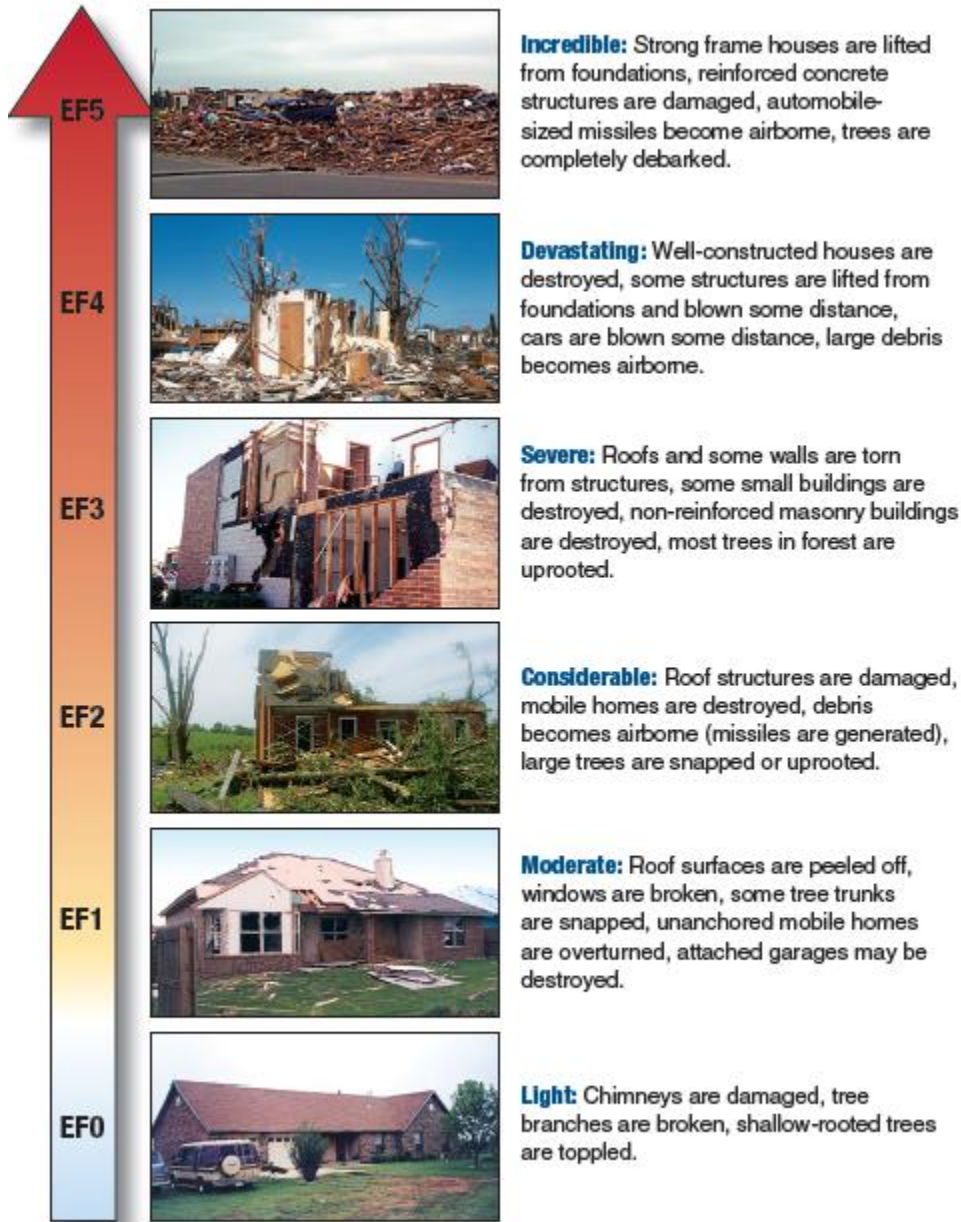 EF5
Incredible: Strong frame houses are lifted
from foundations, reinforced concrete
structures are damaged, automobile-
sized missiles become airborne, trees are
completely debarked.
EF4
Devastating: Well-constructed houses are
destroyed, some structures are lifted from
foundations and blown some distance,
cars are blown some distance, large debris
becomes airborne.
EF3
Severe: Roofs and some walls are torn
from structures, some small buildings are
destroyed, non-reinforced masonry buildings
are destroyed, most trees in forest are
uprooted.
EF2
Considerable: Roof structures are damaged,
mobile homes are destroyed, debris
becomes airborne (missiles are generated),
large trees are snapped or uprooted.
EF1
Moderate: Roof surfaces are peeled off,
windows are broken, some tree trunks
are snapped, unanchored mobile homes
are overturned, attached garages may be
destroyed.
EF0
Light: Chimneys are damaged, tree
branches are broken, shallow-rooted trees
are toppled.